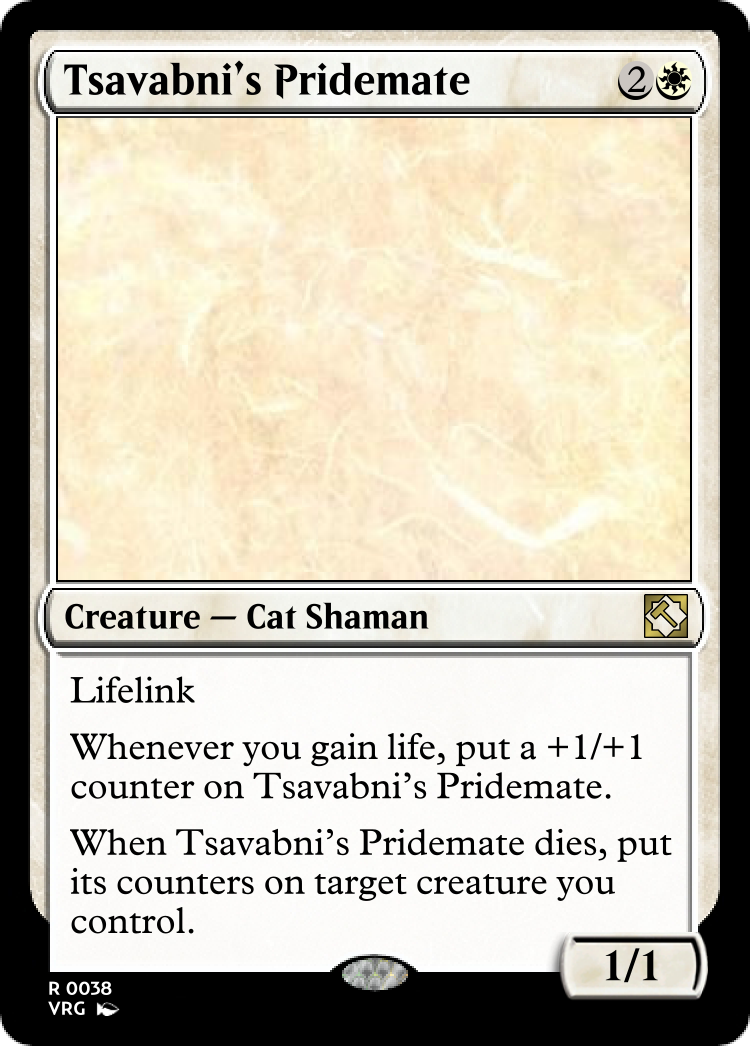 Tsavabni's Pridemate 2
Creature — Cat Shaman
Lifelink
Whenever you gain life, put a +1/+1
counter on Tsavabni's Pridemate.
When Tsavabni's Pridemate dies, put
its counters on target creature you
control.
1/1
R 0038
VRG